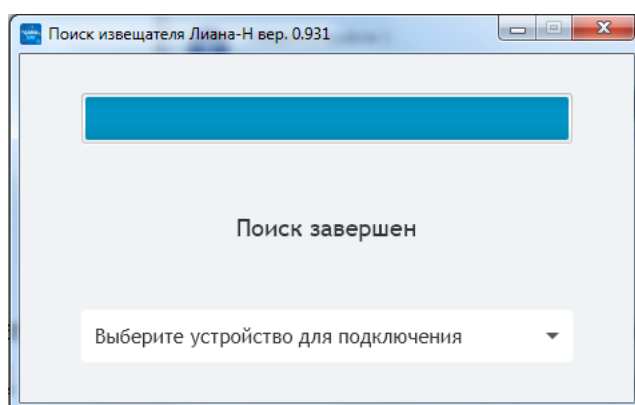 Поиск извещателя Лиана-Н вер. 0.931
Поиск завершен
Выберите устройство для подключения